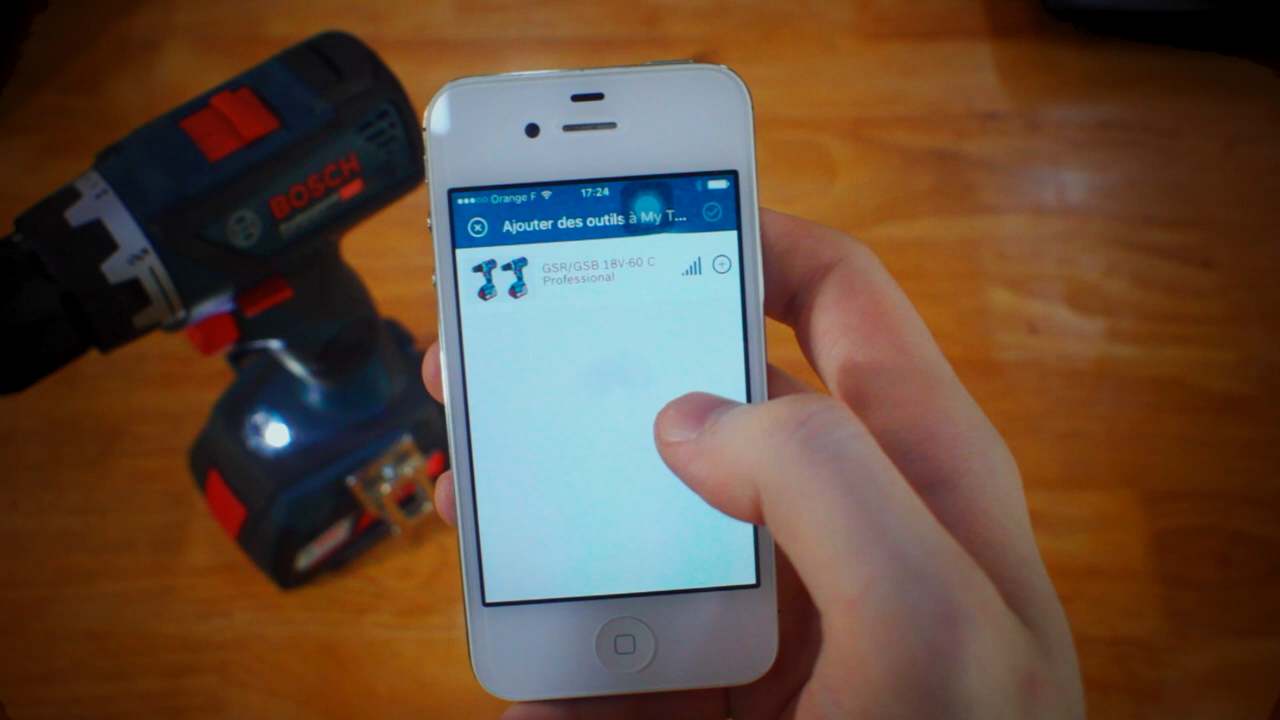 BOSCH
Orange F 17:24
Ajouter des outils à My T...
GSR/GSB 18V-60 C
Professional